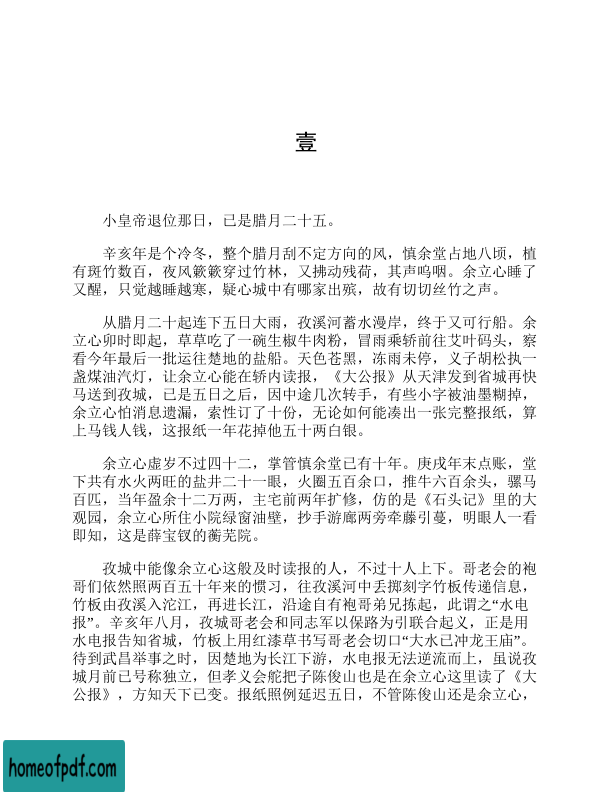 壹
小皇帝退位那日，已是腊月二十五。
辛亥年是个冷冬，整个腊月刮不定方向的风，慎余堂占地八顷，植
有斑竹数百，夜风簌簌穿过竹林，又拂动残荷，其声呜咽。余立心睡了
又醒，只觉越睡越寒，疑心城中有哪家出殡，故有切切丝竹之声。
从腊月二十起连下五日大雨，孜溪河蓄水漫岸，终于又可行船。余
立心卯时即起，草草吃了一碗生椒牛肉粉，冒雨乘轿前往艾叶码头，察
看今年最后一批运往楚地的盐船。天色苍黑，冻雨未停，义子胡松执一
盏煤油汽灯，让余立心能在轿内读报，《大公报》从天津发到省城再快
马送到孜城，已是五日之后，因中途几次转手，有些小字被油墨糊掉，
余立心怕消息遗漏，索性订了十份，无论如何能凑出一张完整报纸，算
上马钱人钱，这报纸一年花掉他五十两白银。
余立心虚岁不过四十二，掌管慎余堂已有十年。庚戌年末点账，堂
下共有水火两旺的盐井二十一眼，火圈五百余口，推牛六百余头，骡马
百匹，当年盈余十二万两，主宅前两年扩修，仿的是《石头记》里的大
观园，余立心所住小院绿窗油壁，抄手游廊两旁牵藤引蔓，明眼人一看
即知，这是薛宝钗的蘅芜院。
孜城中能像余立心这般及时读报的人，不过十人上下。哥老会的袍
哥们依然照两百五十年来的惯习，往孜溪河中丢掷刻字竹板传递信息，
竹板由孜溪入沱江，再进长江，沿途自有袍哥弟兄拣起，此谓之“水电
报”。辛亥年八月，孜城哥老会和同志军以保路为引联合起义，正是用
水电报告知省城，竹板上用红漆草书写哥老会切口“大水已冲龙王庙”。
待到武昌举事之时，因楚地为长江下游，水电报无法逆流而上，虽说孜
城月前已号称独立，但孝义会舵把子陈俊山也是在余立心这里读了《大
公报》，方知天下已变。报纸照例延迟五日，不管陈俊山还是余立心，
homeofpdf.com